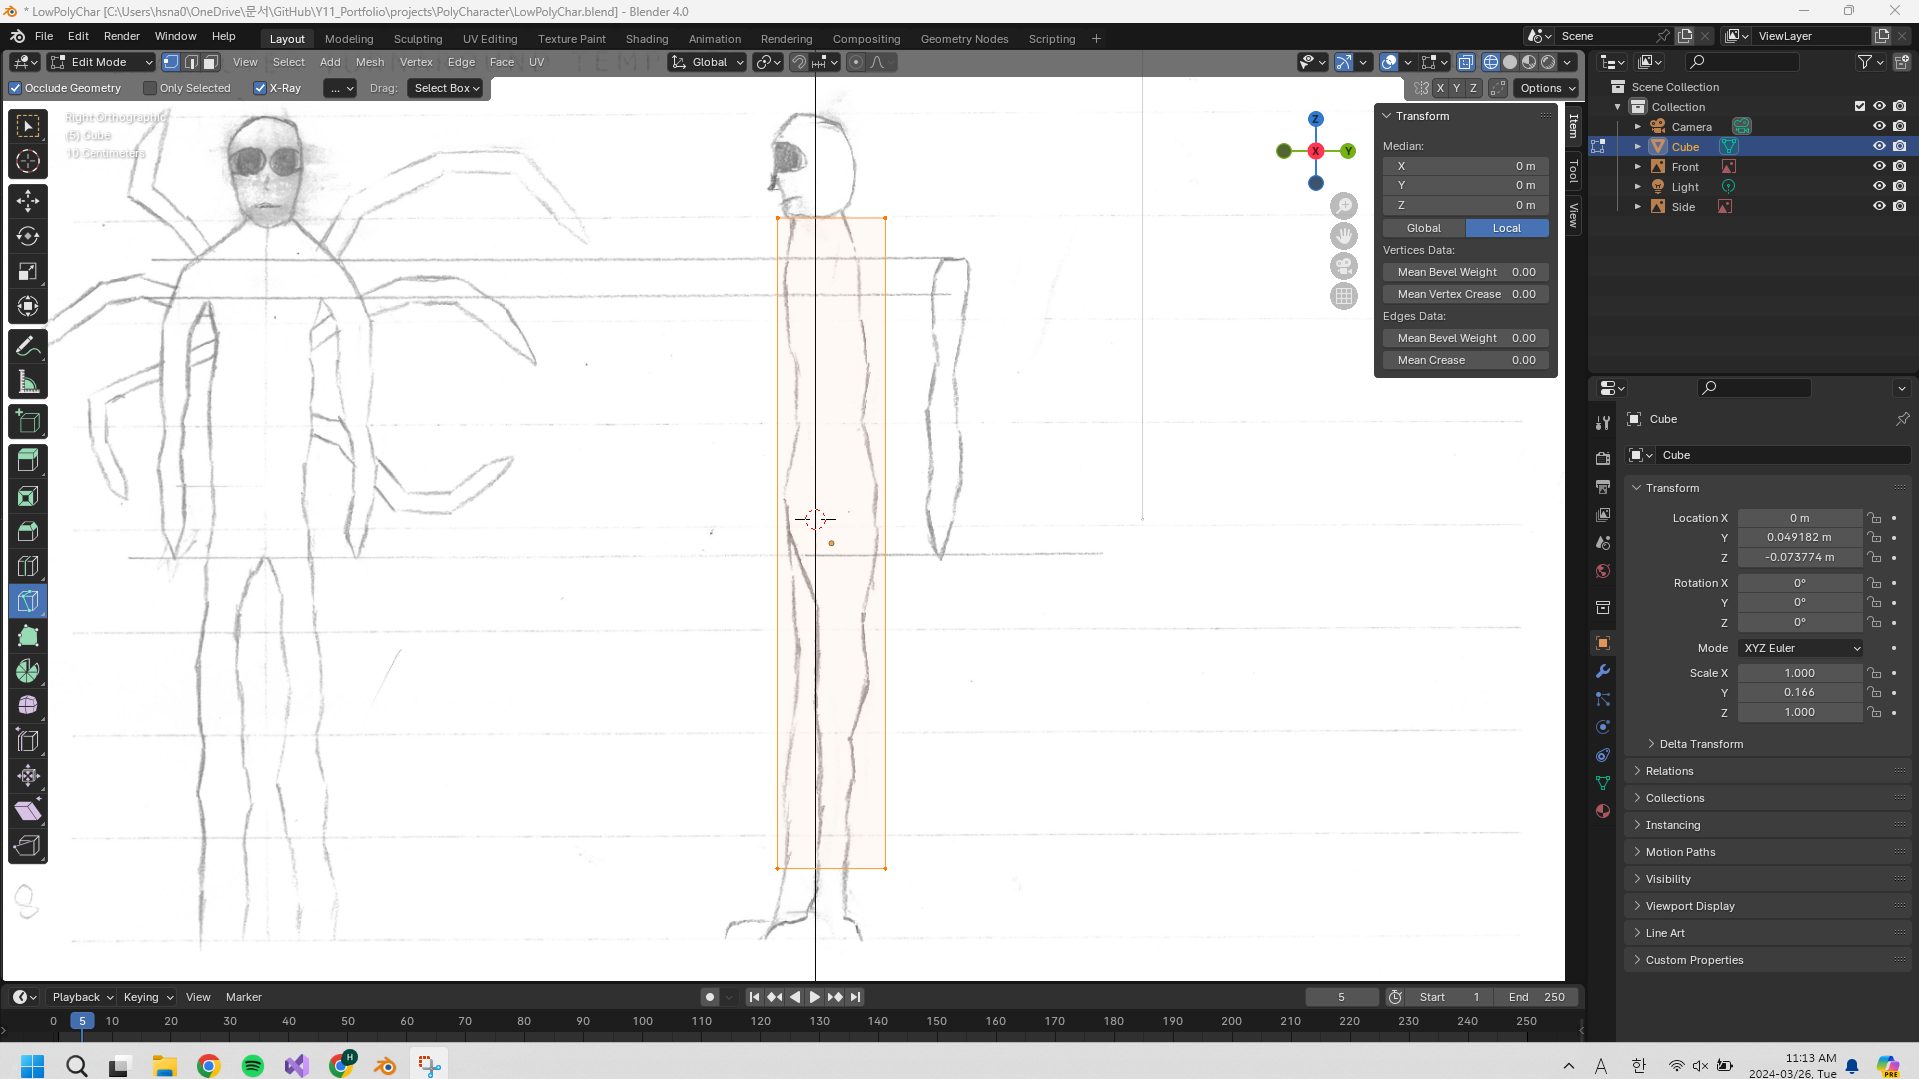 * LowPolyChar [C:\Users\hsna0\OneDrive\문서\GitHub\Y11_Portfolio\projects\PolyCharacter\LowPolyChar.blend] - Blender 4.0
File Edit Render Window Help
Layout Modeling Sculpting UV Editing Texture Paint Shading Animation Rendering Compositing Geometry Nodes Scripting +
Scene
ViewLayer
Edit Mode View Select Add Mesh Vertex Edge Face UV
Global
Occlude Geometry Only Selected X-Ray ... Drag: Select Box
X Y Z Options
Right Orthographic
(5) Cube
10 Centimeters
Z
X
Y
Transform
Median:
X 0 m
Y 0 m
Z 0 m
Global Local
Vertices Data:
Mean Bevel Weight 0.00
Mean Vertex Crease 0.00
Edges Data:
Mean Bevel Weight 0.00
Mean Crease 0.00
Item
Tool
View
8
Scene Collection
Collection
Camera
Cube
Front
Light
Side
Cube
Cube
Transform
Location X 0 m
Y 0.049182 m
Z -0.073774 m
Rotation X 0°
Y 0°
Z 0°
Mode XYZ Euler
Scale X 1.000
Y 0.166
Z 1.000
Delta Transform
Relations
Collections
Instancing
Motion Paths
Visibility
Viewport Display
Line Art
Custom Properties
Playback Keying View Marker
5 Start 1 End 250
0 5 10 20 30 40 50 60 70 80 90 100 110 120 130 140 150 160 170 180 190 200 210 220 230 240 250
H
A 한
PRE
11:13 AM
2024-03/26, Tue